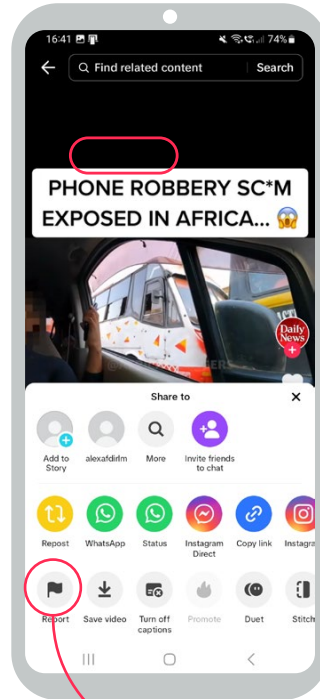 16:41
74%
Find related content
Search
PHONE ROBBERY SC*M
EXPOSED IN AFRICA...
Daily
News
Share to
Add to
Story
alexafdirlm
More
Invite friends
to chat
Repost
WhatsApp
Status
Instagram
Direct
Copy link
Instagra
Report
Save video
Turn off
captions
Promote
Duet
Stitch